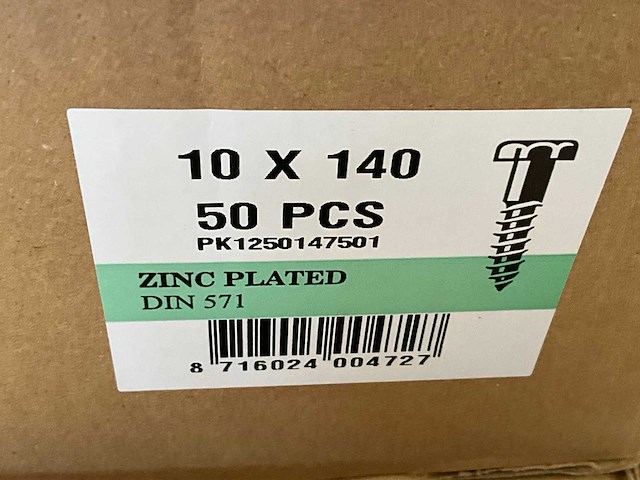 10 X 140
50 PCS
PK1250147501
ZINC PLATED
DIN 571
8 716024 004727